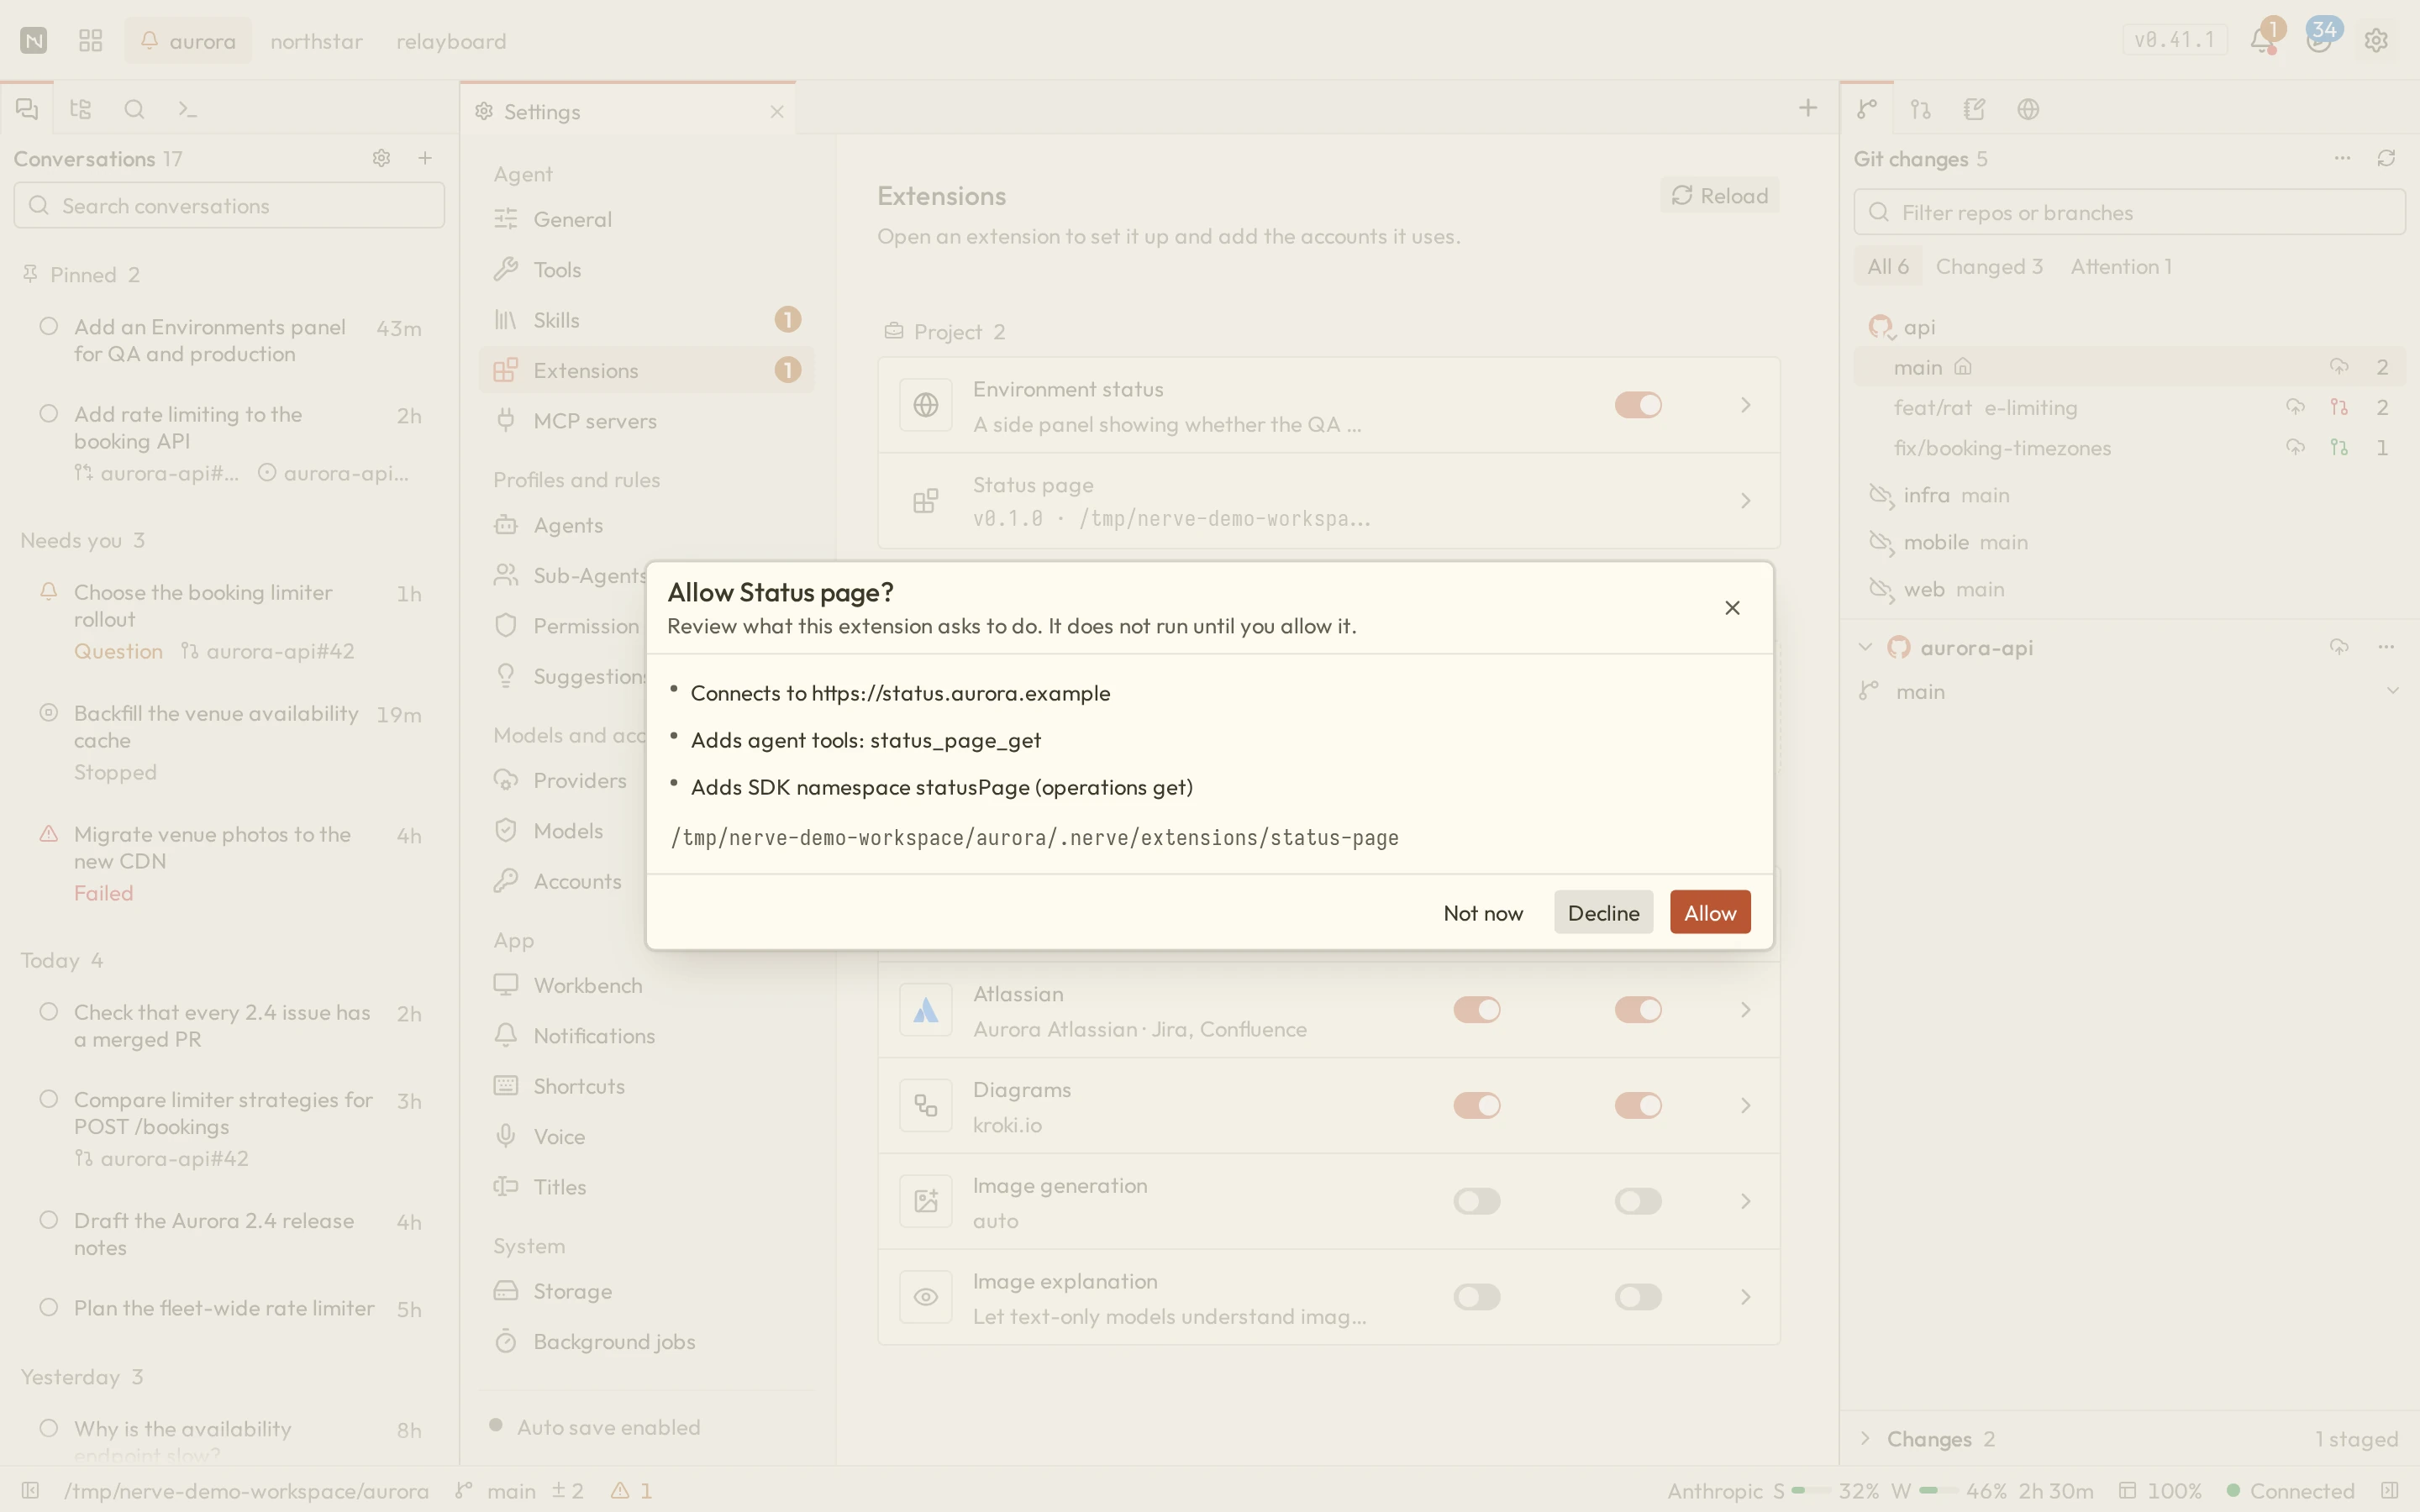 aurora
northstar
relayboard
v0.41.1
1
34
Conversations 17
Search conversations
Pinned 2
Add an Environments panel
for QA and production
43m
Add rate limiting to the
booking API
2h
aurora-api#...
aurora-api...
Needs you 3
Choose the booking limiter
rollout
1h
Question
aurora-api#42
Backfill the venue availability
cache
19m
Stopped
Migrate venue photos to the
new CDN
4h
Failed
Today 4
Check that every 2.4 issue has
a merged PR
2h
Compare limiter strategies for
POST /bookings
3h
aurora-api#42
Draft the Aurora 2.4 release
notes
4h
Plan the fleet-wide rate limiter
5h
Yesterday 3
Why is the availability
endpoint slow?
8h
Settings
Agent
General
Tools
Skills
1
Extensions
1
MCP servers
Profiles and rules
Agents
Sub-Agents
Permission
Suggestions
Models and acc
Providers
Models
Accounts
App
Workbench
Notifications
Shortcuts
Voice
Titles
System
Storage
Background jobs
Auto save enabled
Extensions
Reload
Open an extension to set it up and add the accounts it uses.
Project 2
Environment status
A side panel showing whether the QA ...
Status page
v0.1.0 · /tmp/nerve-demo-workspa...
Allow Status page?
Review what this extension asks to do. It does not run until you allow it.
Connects to https://status.aurora.example
Adds agent tools: status_page_get
Adds SDK namespace statusPage (operations get)
/tmp/nerve-demo-workspace/aurora/.nerve/extensions/status-page
Not now
Decline
Allow
Atlassian
Aurora Atlassian · Jira, Confluence
Diagrams
kroki.io
Image generation
auto
Image explanation
Let text-only models understand imag...
Git changes 5
Filter repos or branches
All 6
Changed 3
Attention 1
api
main
2
feat/rat e-limiting
2
fix/booking-timezones
1
infra main
mobile main
web main
aurora-api
main
Changes 2
1 staged
/tmp/nerve-demo-workspace/aurora
main
±2
1
Anthropic S 32% W 46% 2h 30m
100%
Connected